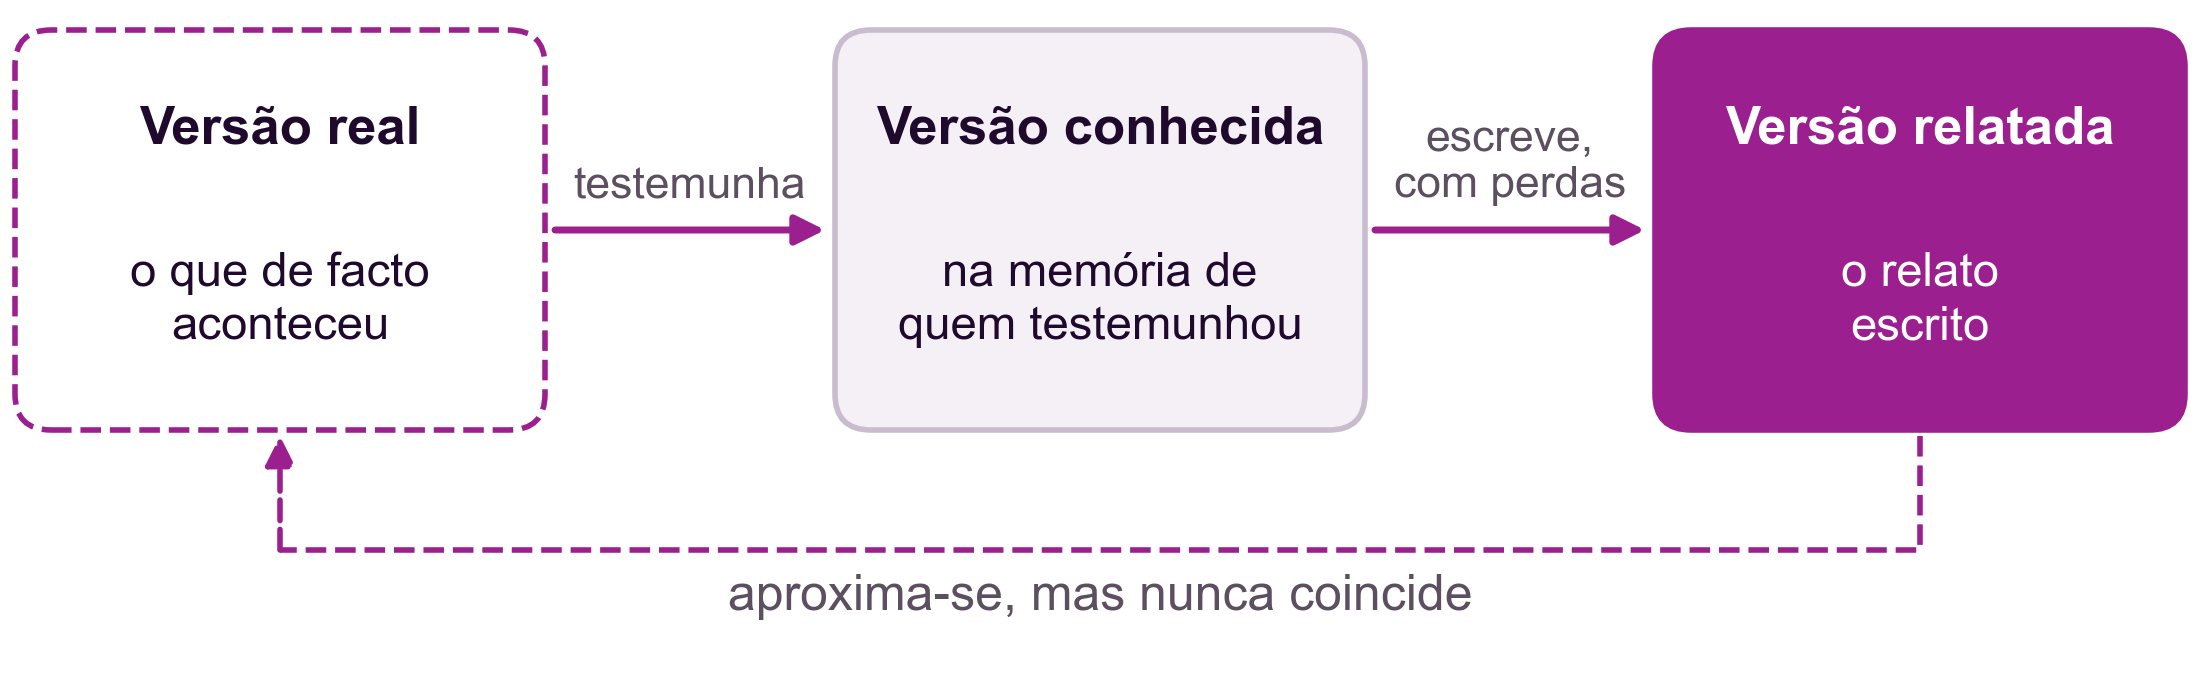 Versão real
o que de facto
aconteceu
testemunha
Versão conhecida
na memória de
quem testemunhou
escreve,
com perdas
Versão relatada
o relato
escrito
aproxima-se, mas nunca coincide